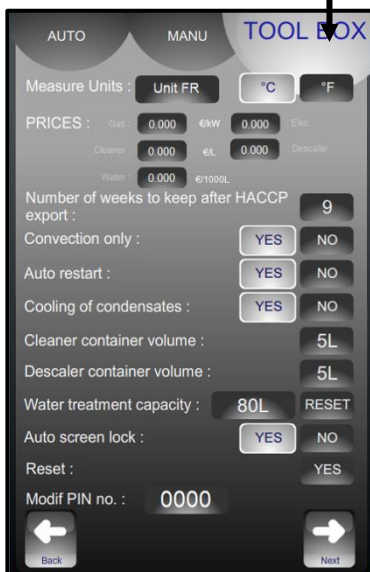 AUTO MANU TOOL BOX
Measure Units : Unit FR °C °F
PRICES : Gas : 0.000 €/kW 0.000 Elec
Cleaner : 0.000 €/L 0.000 : Descaler
Water : 0.000 €/1000L
Number of weeks to keep after HACCP
export : 9
Convection only : YES NO
Auto restart : YES NO
Cooling of condensates : YES NO
Cleaner container volume : 5L
Descaler container volume : 5L
Water treatment capacity : 80L RESET
Auto screen lock : YES NO
Reset : YES
Modif PIN no. : 0000
Back Next